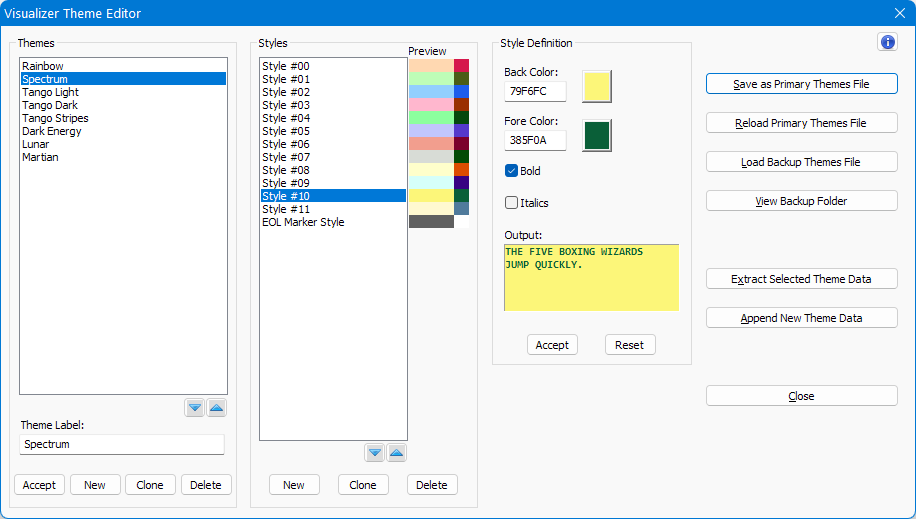 Visualizer Theme Editor
Themes
Rainbow
Spectrum
Tango Light
Tango Dark
Tango Stripes
Dark Energy
Lunar
Martian
Theme Label:
Spectrum
Accept
New
Clone
Delete
Styles
Preview
Style #00
Style #01
Style #02
Style #03
Style #04
Style #05
Style #06
Style #07
Style #08
Style #09
Style #10
Style #11
EOL Marker Style
New
Clone
Delete
Style Definition
Back Color:
79F6FC
Fore Color:
385F0A
Bold
Italics
Output:
THE FIVE BOXING WIZARDS
JUMP QUICKLY.
Accept
Reset
Save as Primary Themes File
Reload Primary Themes File
Load Backup Themes File
View Backup Folder
Extract Selected Theme Data
Append New Theme Data
Close